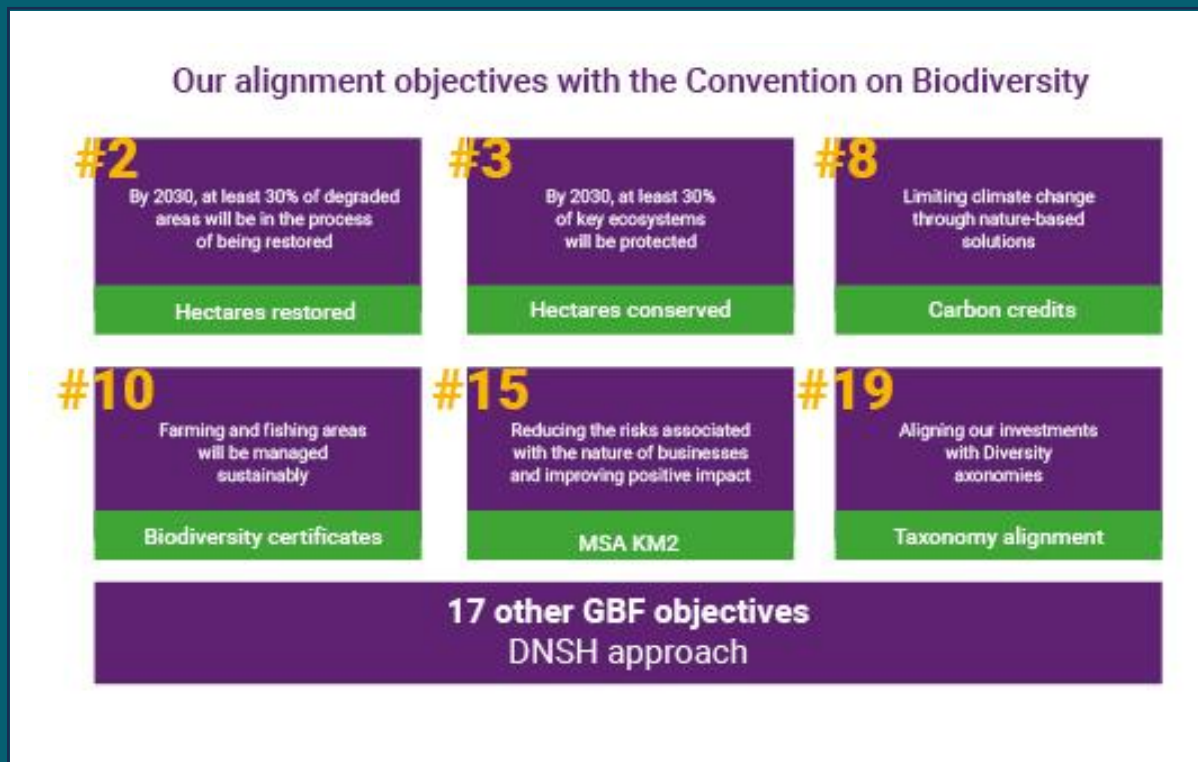 Our alignment objectives with the Convention on Biodiversity
#2
By 2030, at least 30% of degraded
areas will be in the process
of being restored
Hectares restored
#3
By 2030, at least 30%
of key ecosystems
will be protected
Hectares conserved
#8
Limiting climate change
through nature-based
solutions
Carbon credits
#10
Farming and fishing areas
will be managed
sustainably
Biodiversity certificates
#15
Reducing the risks associated
with the nature of businesses
and improving positive impact
MSA KM2
#19
Aligning our investments
with Diversity
axonomies
Taxonomy alignment
17 other GBF objectives
DNSH approach